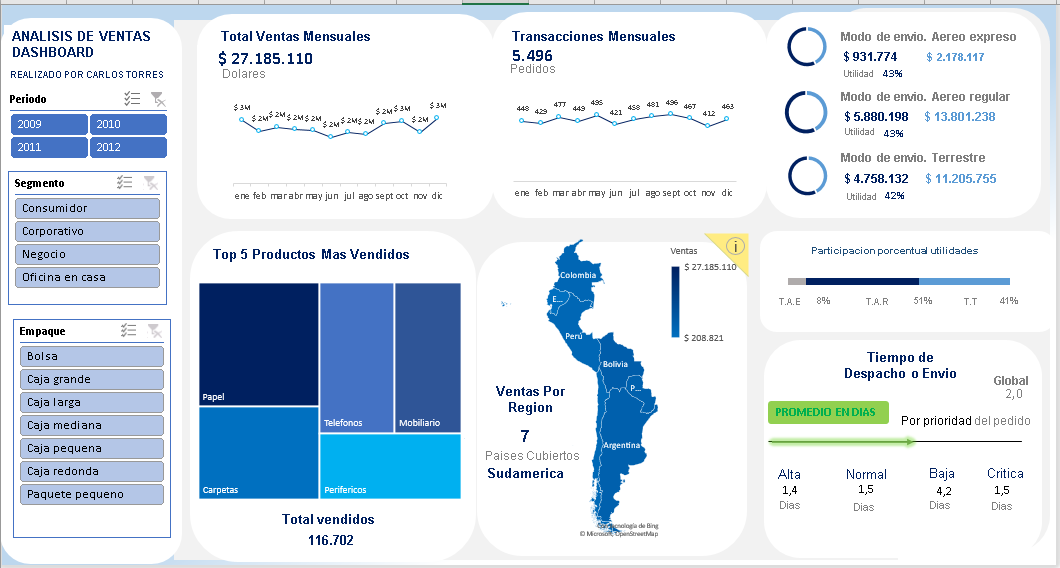 ANALISIS DE VENTAS
DASHBOARD
REALIZADO POR CARLOS TORRES
Periodo
2009
2010
2011
2012
Segmento
Consumidor
Corporativo
Negocio
Oficina en casa
Empaque
Bolsa
Caja grande
Caja larga
Caja mediana
Caja pequena
Caja redonda
Paquete pequeno
Total Ventas Mensuales
$ 27.185.110
Dolares
$ 3M
$ 2M
$ 2M
$ 2M
$ 2M
$ 2M
$ 2M
$ 2M
$ 2M
$ 3M
$ 2M
$ 3M
ene feb mar abr may jun jul ago sept oct nov dic
Transacciones Mensuales
5.496
Pedidos
448 429 477 449 495 421 458 481 496 467 412 463
ene feb mar abr may jun jul ago sept oct nov dic
Modo de envio. Aereo expreso
$ 931.774 $ 2.178.117
Utilidad 43%
Modo de envio. Aereo regular
$ 5.880.198 $ 13.801.238
Utilidad 43%
Modo de envio. Terrestre
$ 4.758.132 $ 11.205.755
Utilidad 42%
Top 5 Productos Mas Vendidos
Papel
Telefonos
Mobiliario
Carpetas
Perifericos
Total vendidos
116.702
Ventas
$ 27.185.110
$ 208.821
Colombia
E...
Perú
Bolivia
P...
Argentina
Ventas Por
Region
7
Paises Cubiertos
Sudamerica
Con tecnología de Bing
© Microsoft, OpenStreetMap
Participacion porcentual utilidades
T.A.E 8% T.A.R 51% T.T 41%
Tiempo de
Despacho o Envio
Global
2,0
PROMEDIO EN DIAS
Por prioridad del pedido
Alta Normal Baja Critica
1,4 1,5 4,2 1,5
Dias Dias Dias Dias